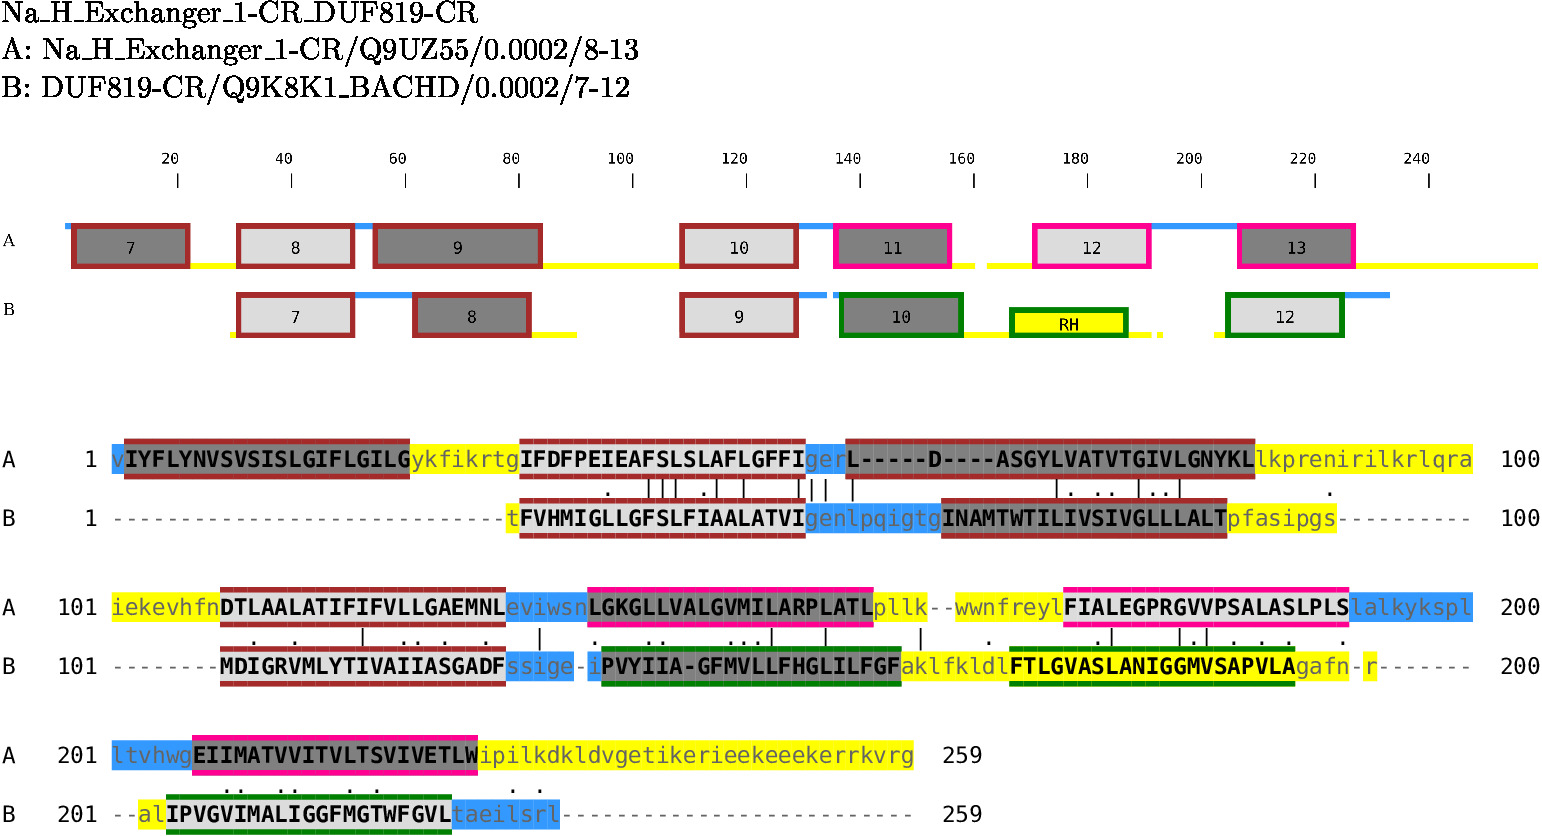 Na_H_Exchanger_1-CR_DUF819-CR
A: Na_H_Exchanger_1-CR/Q9UZ55/0.0002/8-13
B: DUF819-CR/Q9K8K1_BACHD/0.0002/7-12
20 40 60 80 100 120 140 160 180 200 220 240
A 7 8 9 10 11 12 13
B 7 8 9 10 RH 12
A 1 vIYFLYNVSVSISLGIFLGILGykfikrtgIFDFPEIEAFSLSLAFLGFFIgerL-----D----ASGYLVATVTGIVLGNYKLlkprenirilkrlqra 100
B 1 -----------------------------tFVHMIGLLGFSLFIAALATVIgenlpqigtgINAMTWTILIVSIVGLLLALTpfasipgs---------- 100
A 101 iekevhfnDTLAALATIFIFVLLGAEMNLeviwsnLGKGLLVALGVMILARPLATLpllk--wwnfreylFIALEGPRGVVPSALASLPLSlalkykspl 200
B 101 --------MDIGRVMLYTIVAIIASGADFssige-iPVYIIA-GFMVLLFHGLILFGFaklfkldlFTLGVASLANIGGMVSAPVLAgafn-r------- 200
A 201 ltvhwgEIIMATVVITVLTSVIVETLWipilkdkldvgetikerieekeeekerrkvrg 259
B 201 --alIPVGVIMALIGGFMGTWFGVLtaeilsrl-------------------------- 259